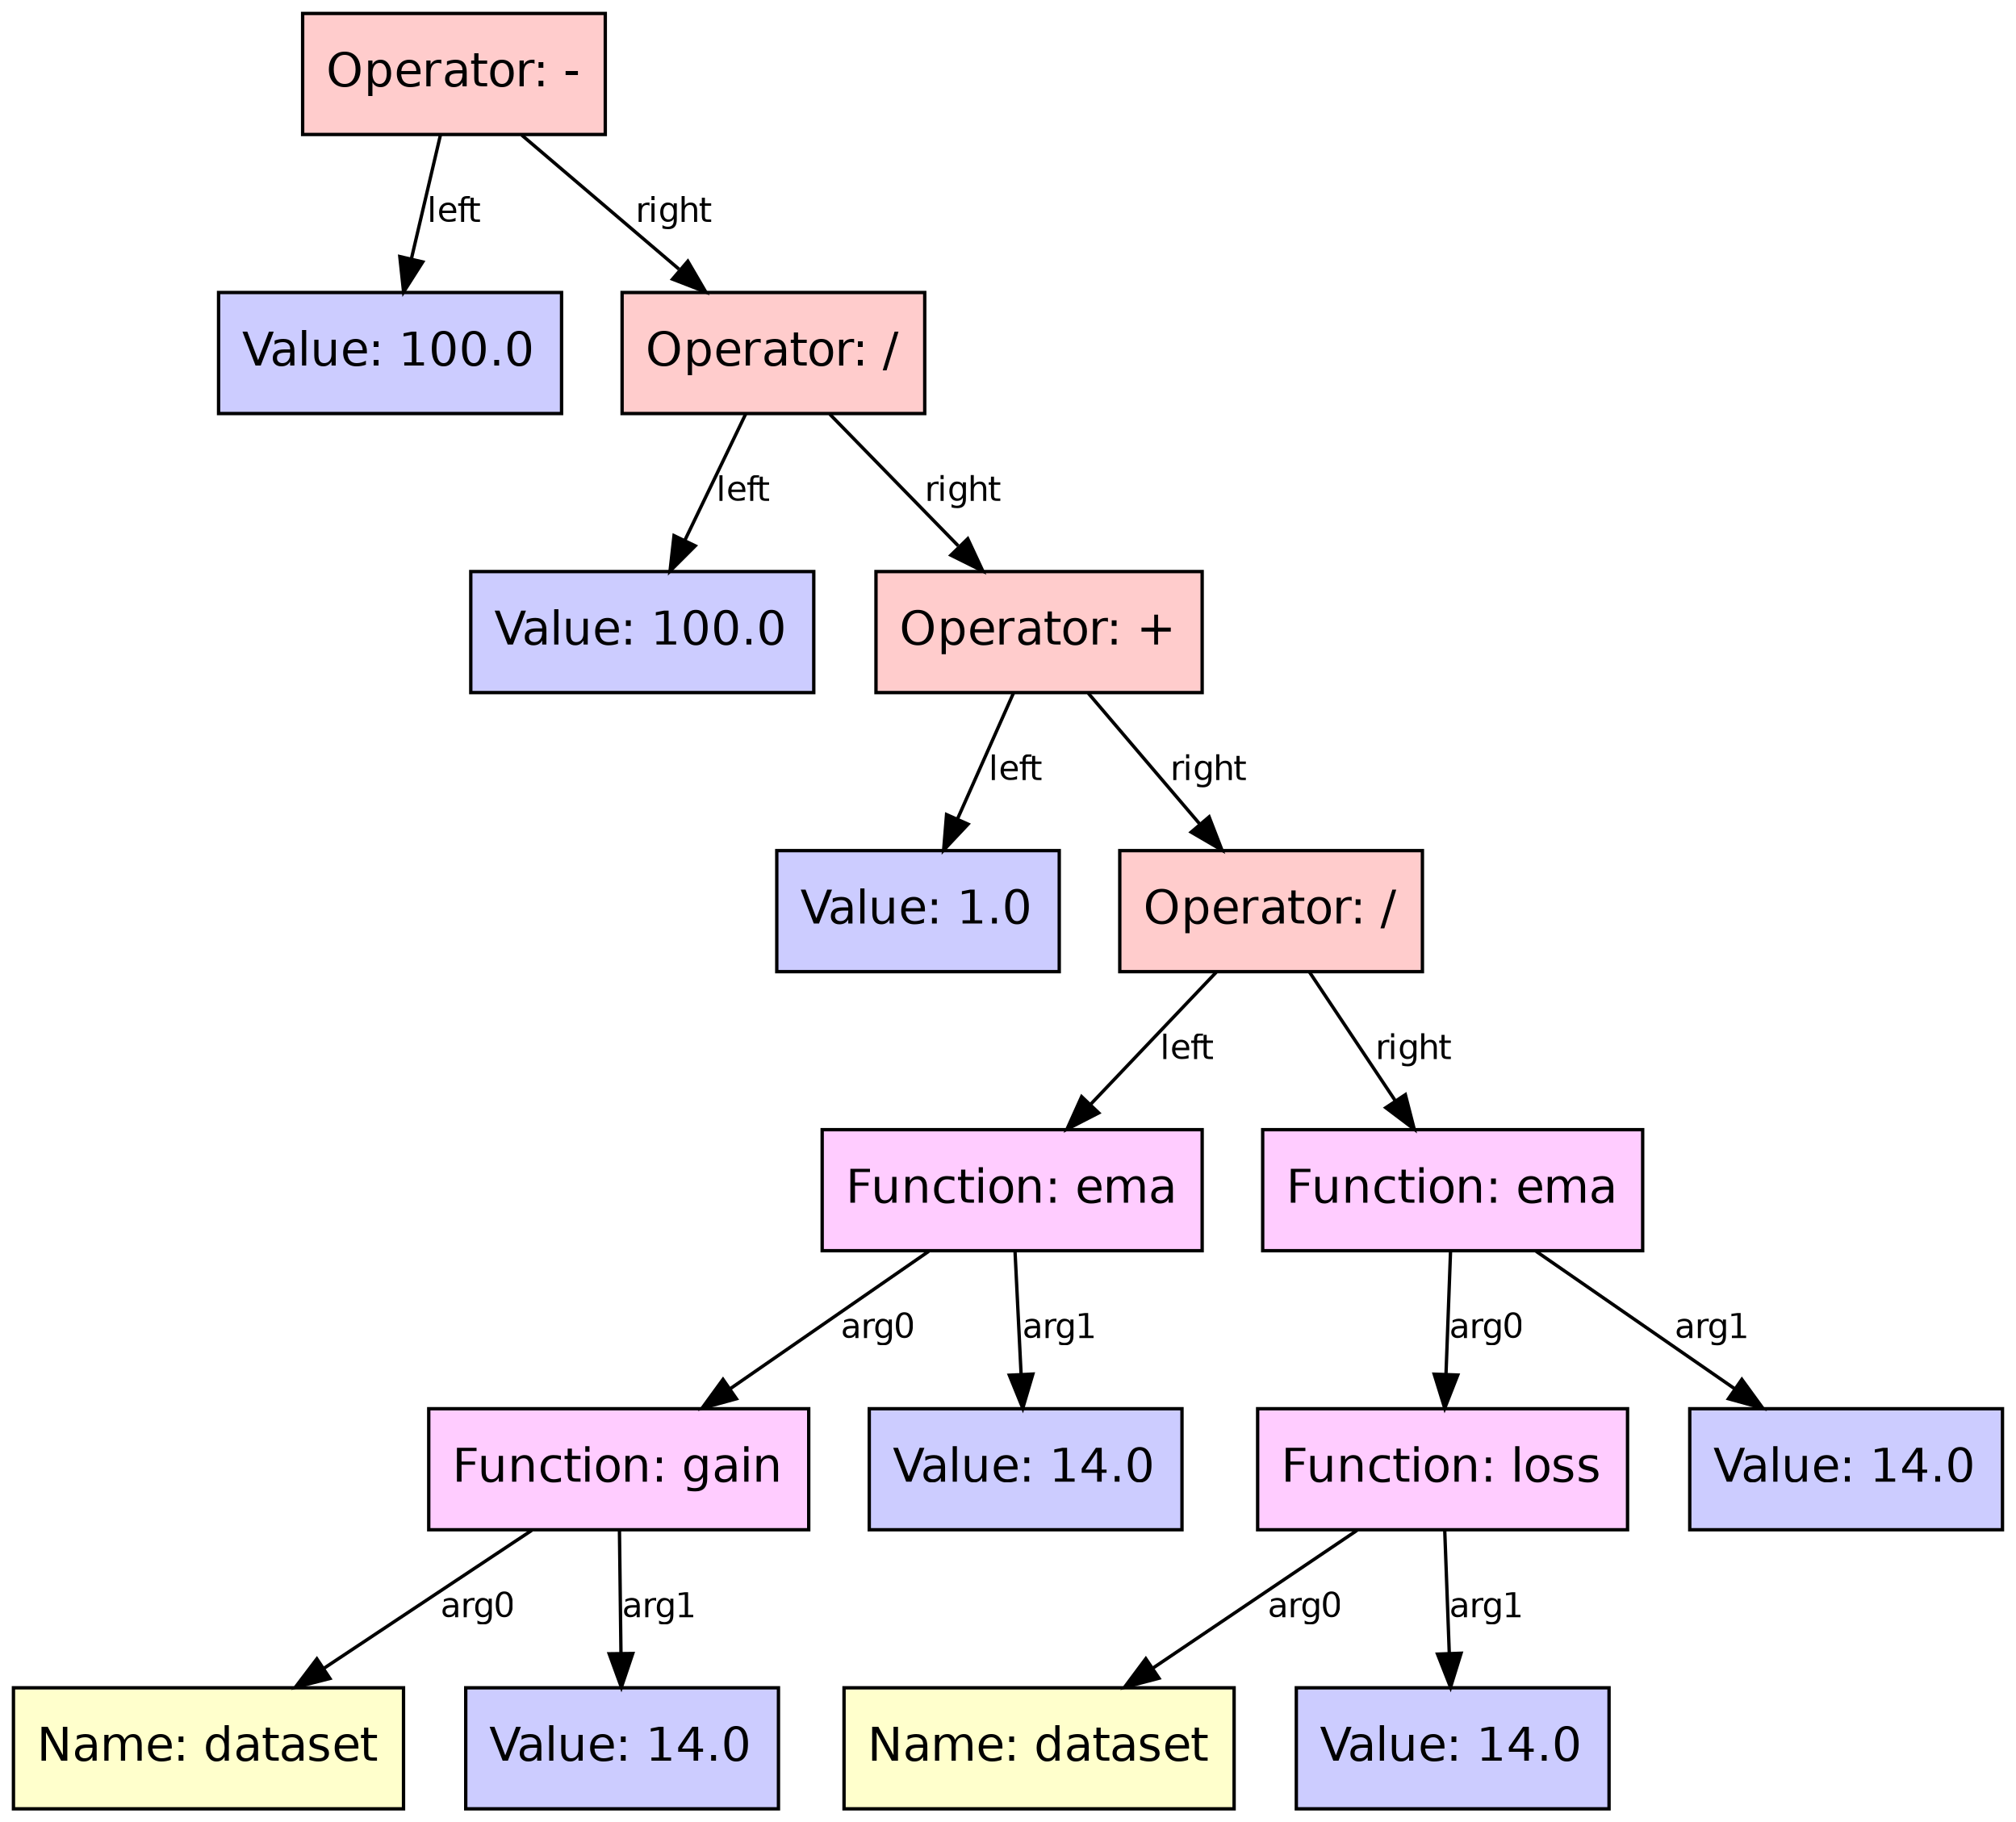 Operator: -
left
right
Value: 100.0
Operator: /
left
right
Value: 100.0
Operator: +
left
right
Value: 1.0
Operator: /
left
right
Function: ema
Function: ema
arg0
arg1
arg0
arg1
Function: gain
Value: 14.0
Function: loss
Value: 14.0
arg0
arg1
arg0
arg1
Name: dataset
Value: 14.0
Name: dataset
Value: 14.0